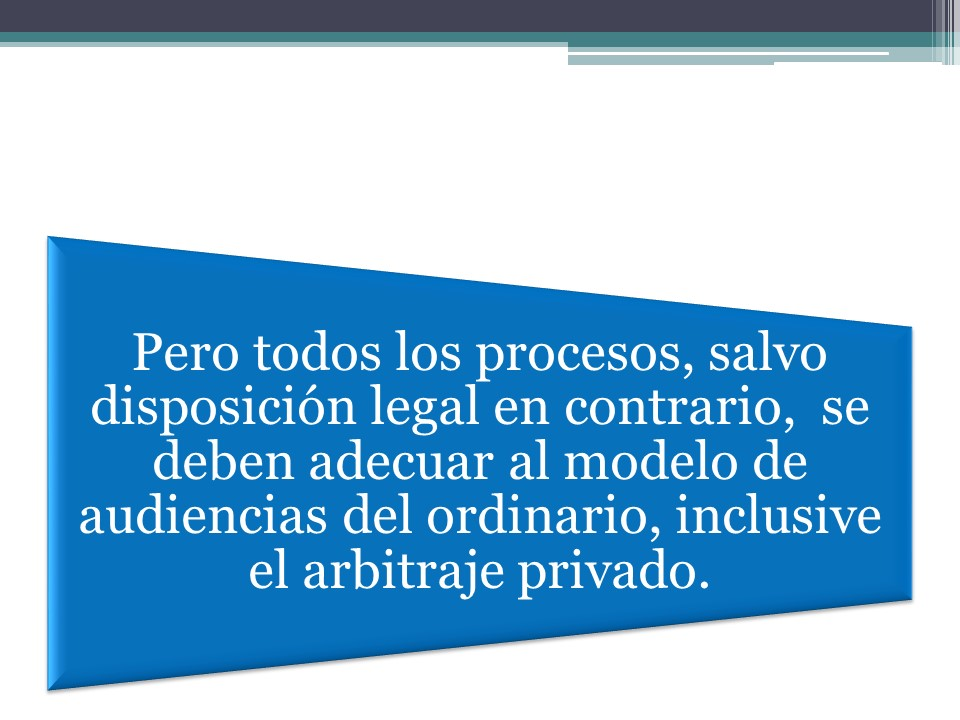 Pero todos los procesos, salvo
disposición legal en contrario,  se
deben adecuar al modelo de
audiencias del ordinario, inclusive
el arbitraje privado.